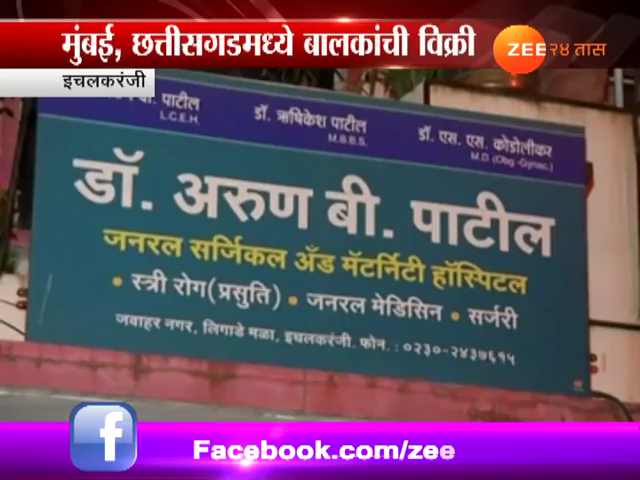 मुंबई, छत्तीसगडमध्ये बालकांची विक्री
ZEE २४ तास
इचलकरंजी
बी. पाटील
L.C.E.H.
डॉ. ऋषिकेश पाटील
M.B.B.S.
डॉ. एस. एस. कोडोलीकर
M.D. (Obg.-Gynac.)
डॉ. अरुण बी. पाटील
जनरल सर्जिकल अँड मॅटर्निटी हॉस्पिटल
• स्त्री रोग(प्रसुति) • जनरल मेडिसिन • सर्जरी
जवाहर नगर, लिगाडे मळा, इचलकरंजी. फोन. : ०२३०-२४३७६१५
Facebook.com/zee